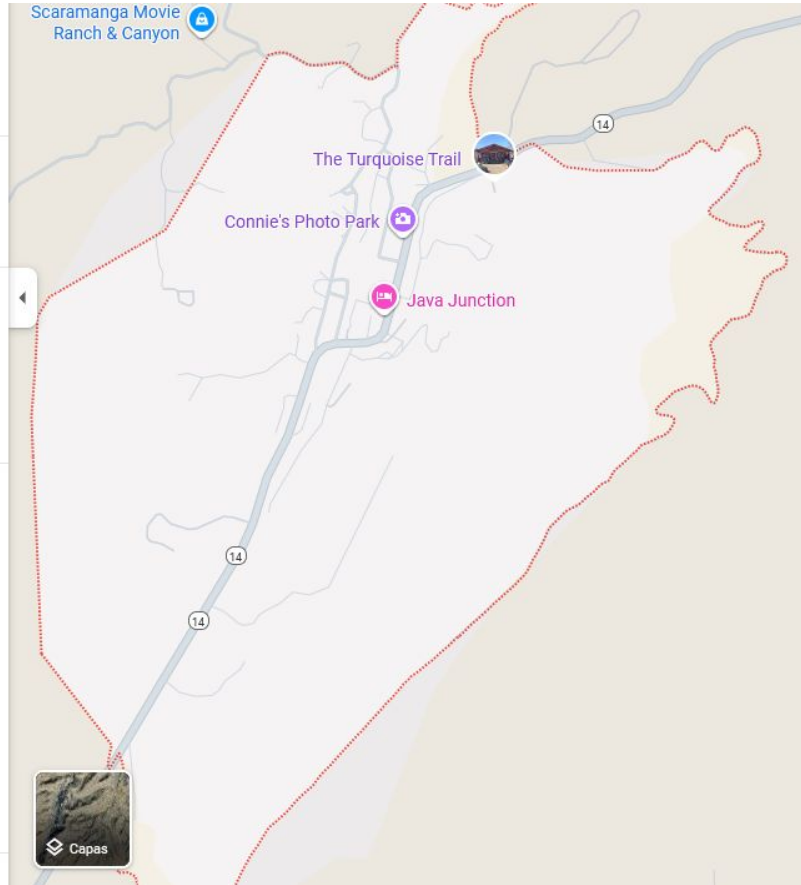 Scaramanga Movie
Ranch & Canyon
14
The Turquoise Trail
Connie's Photo Park
Java Junction
14
14
Capas